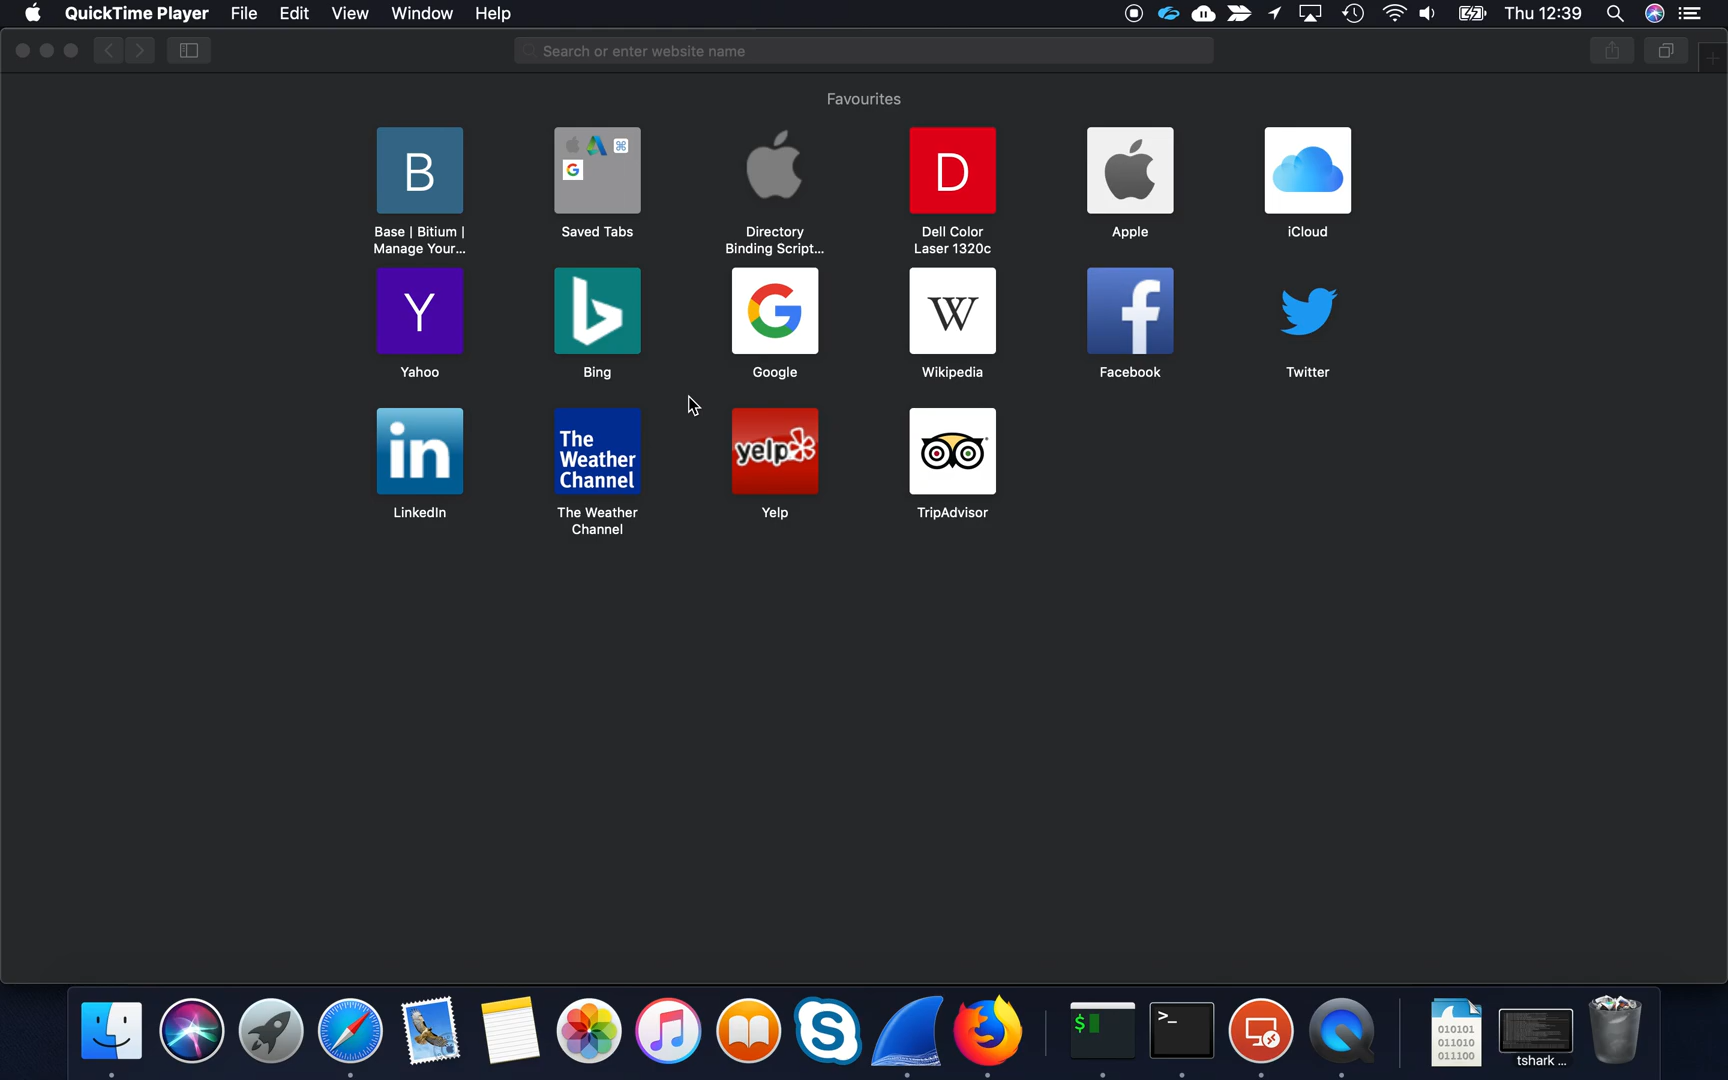 QuickTime Player File Edit View Window Help Thu 12:39
Search or enter website name
Favourites
B D
Base | Bitium | Manage Your...
Saved Tabs
Directory Binding Script...
Dell Color Laser 1320c
Apple
iCloud
Y G W f
Yahoo
Bing
Google
Wikipedia
Facebook
Twitter
in
The
Weather
Channel
yelp
LinkedIn
The Weather Channel
Yelp
TripAdvisor
S
$
>_
010101
011010
011100
tshark ...